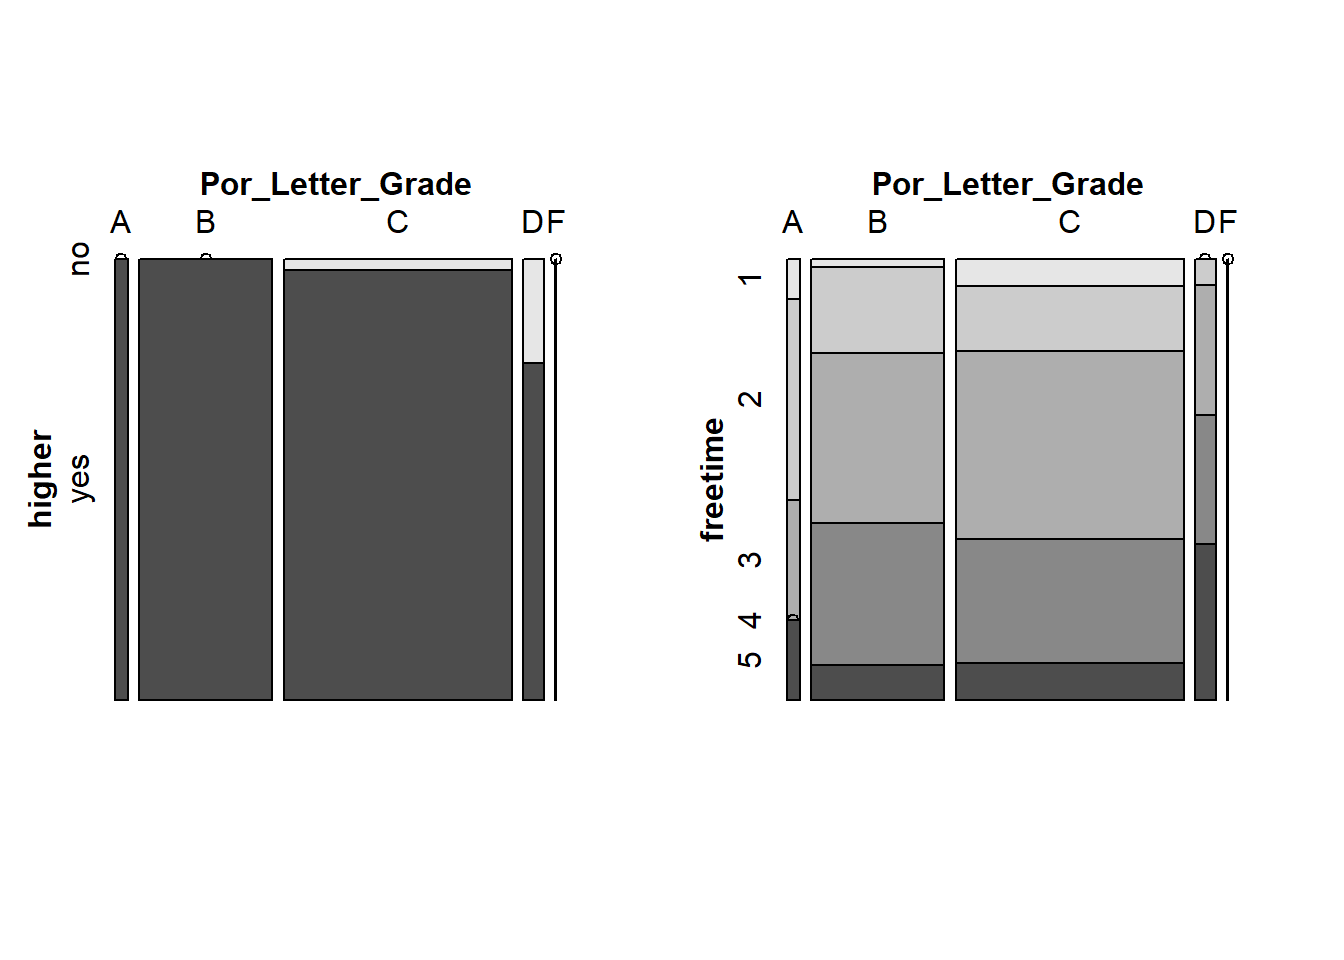 Por_Letter_Grade
A B C D F
higher
no
yes
Por_Letter_Grade
A B C D F
freetime
1
2
3
4
5